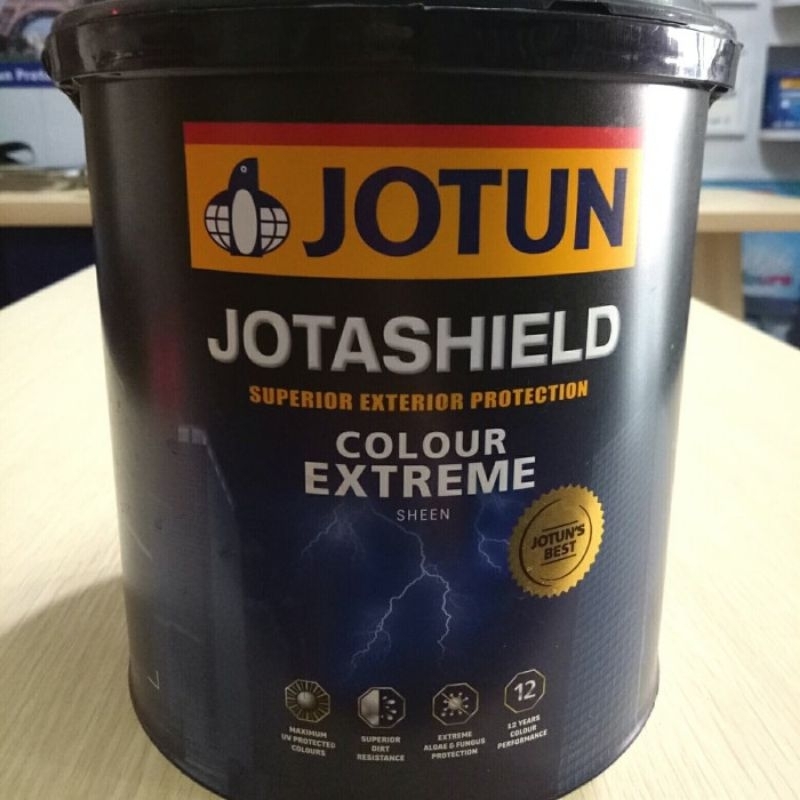 JOTUN
JOTASHIELD
SUPERIOR EXTERIOR PROTECTION
COLOUR
EXTREME
SHEEN
JOTUN'S
BEST
MAXIMUM
UV PROTECTED
COLOURS
SUPERIOR
DIRT
RESISTANCE
EXTREME
ALGAE & FUNGUS
PROTECTION
12
12 YEARS
COLOUR
PERFORMANCE